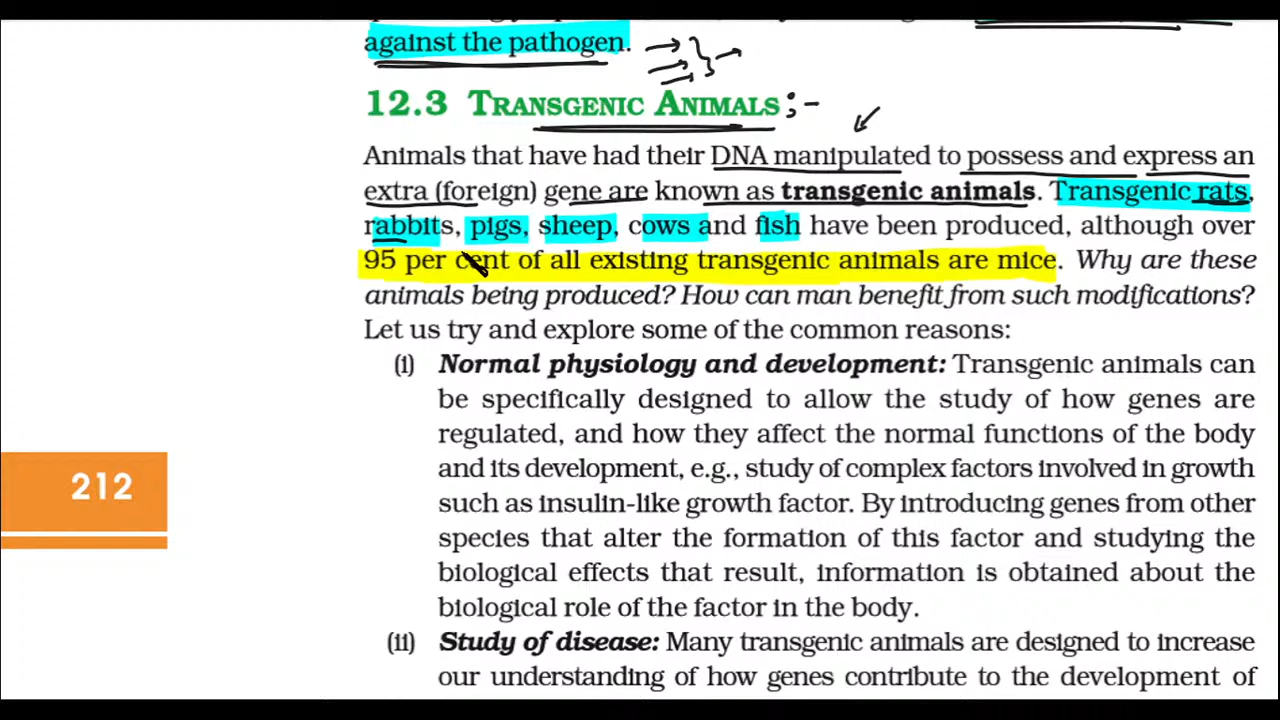 against the pathogen.
12.3 TRANSGENIC ANIMALS :-
Animals that have had their DNA manipulated to possess and express an
extra (foreign) gene are known as transgenic animals. Transgenic rats,
rabbits, pigs, sheep, cows and fish have been produced, although over
95 per cent of all existing transgenic animals are mice. Why are these
animals being produced? How can man benefit from such modifications?
Let us try and explore some of the common reasons:
(i) Normal physiology and development: Transgenic animals can
be specifically designed to allow the study of how genes are
regulated, and how they affect the normal functions of the body
and its development, e.g., study of complex factors involved in growth
such as insulin-like growth factor. By introducing genes from other
species that alter the formation of this factor and studying the
212
biological effects that result, information is obtained about the
biological role of the factor in the body.
(ii) Study of disease: Many transgenic animals are designed to increase
our understanding of how genes contribute to the development of